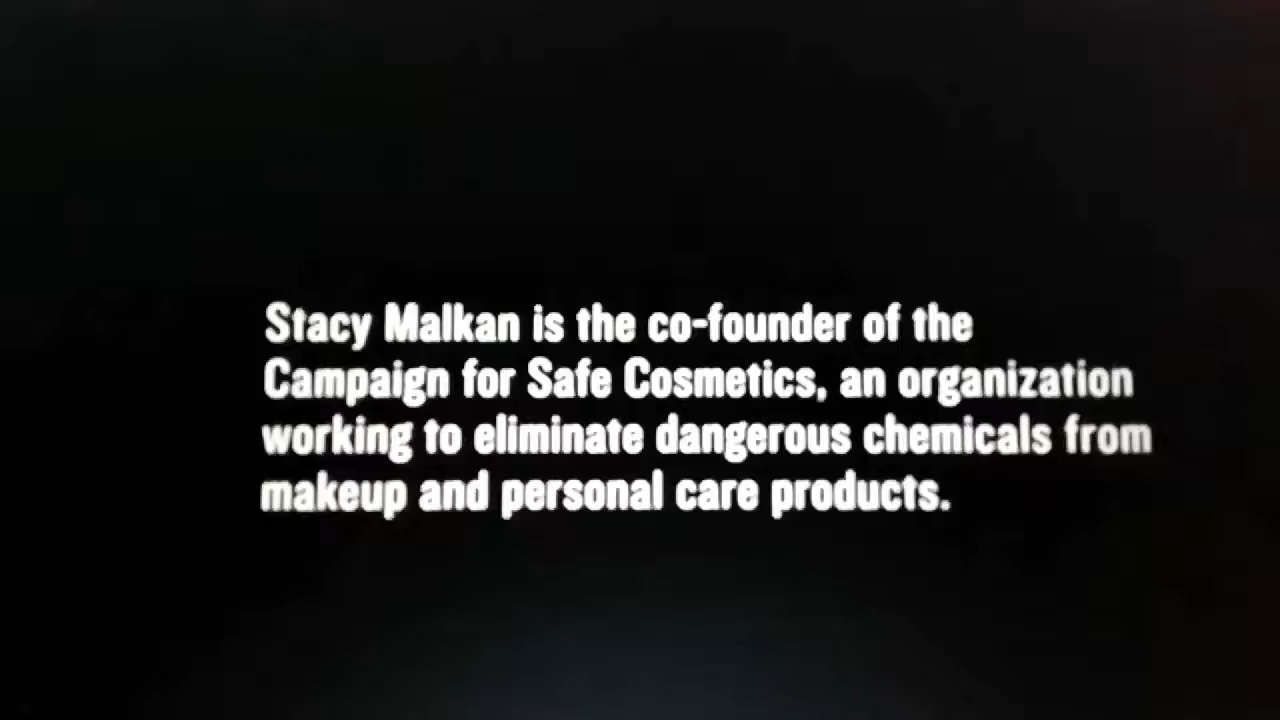 Stacy Malkan is the co-founder of the
Campaign for Safe Cosmetics, an organization
working to eliminate dangerous chemicals from
makeup and personal care products.